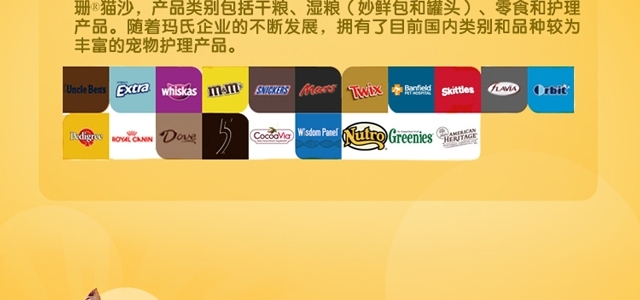 珊®猫沙，产品类别包括干粮、湿粮（妙鲜包和罐头）、零食和护理
产品。随着玛氏企业的不断发展，拥有了目前国内类别和品种较为
丰富的宠物护理产品。
Uncle Bens Extra whiskas m&m's SNICKERS Mars Twix Banfield PET HOSPITAL Skittles FLAVIA Orbit
Pedigree ROYAL CANIN Dove 5 CocoaVia Wisdom Panel Nutro Greenies AMERICAN HERITAGE